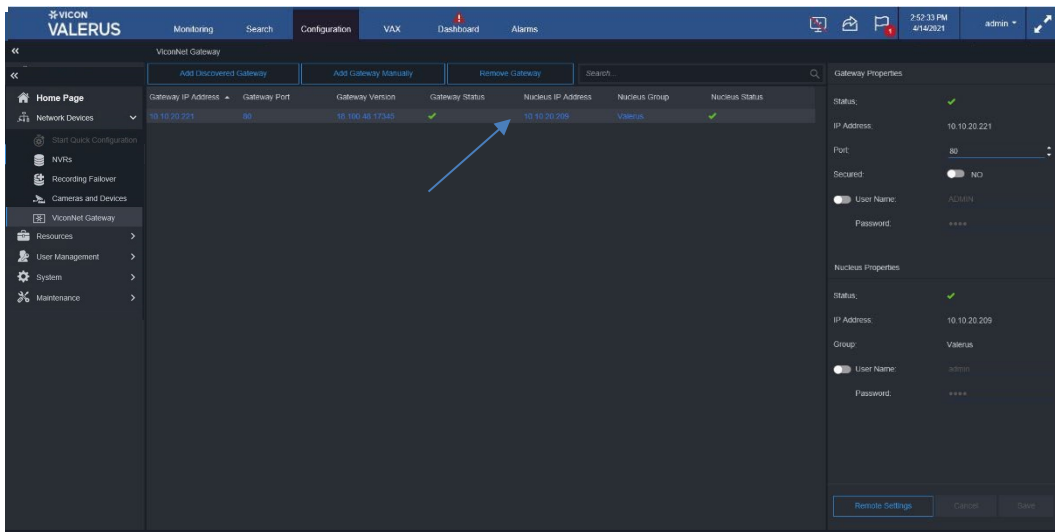 VICON
VALERUS
Monitoring
Search
Configuration
VAX
Dashboard
Alarms
1
2:52:33 PM
4/14/2021
admin
ViconNet Gateway
Home Page
Network Devices
Start Quick Configuration
NVRs
Recording Failover
Cameras and Devices
ViconNet Gateway
Resources
User Management
System
Maintenance
Add Discovered Gateway
Add Gateway Manually
Remove Gateway
Search...
Gateway IP Address Gateway Port Gateway Version Gateway Status Nucleus IP Address Nucleus Group Nucleus Status
10.10.20.221 80 16.100.48.17345 10.10.20.209 Valerus
Gateway Properties
Status;
IP Address: 10.10.20.221
Port: 80
Secured: NO
User Name: ADMIN
Password: ****
Nucleus Properties
Status;
IP Address: 10.10.20.209
Group: Valerus
User Name: admin
Password: ****
Remote Settings
Cancel
Save